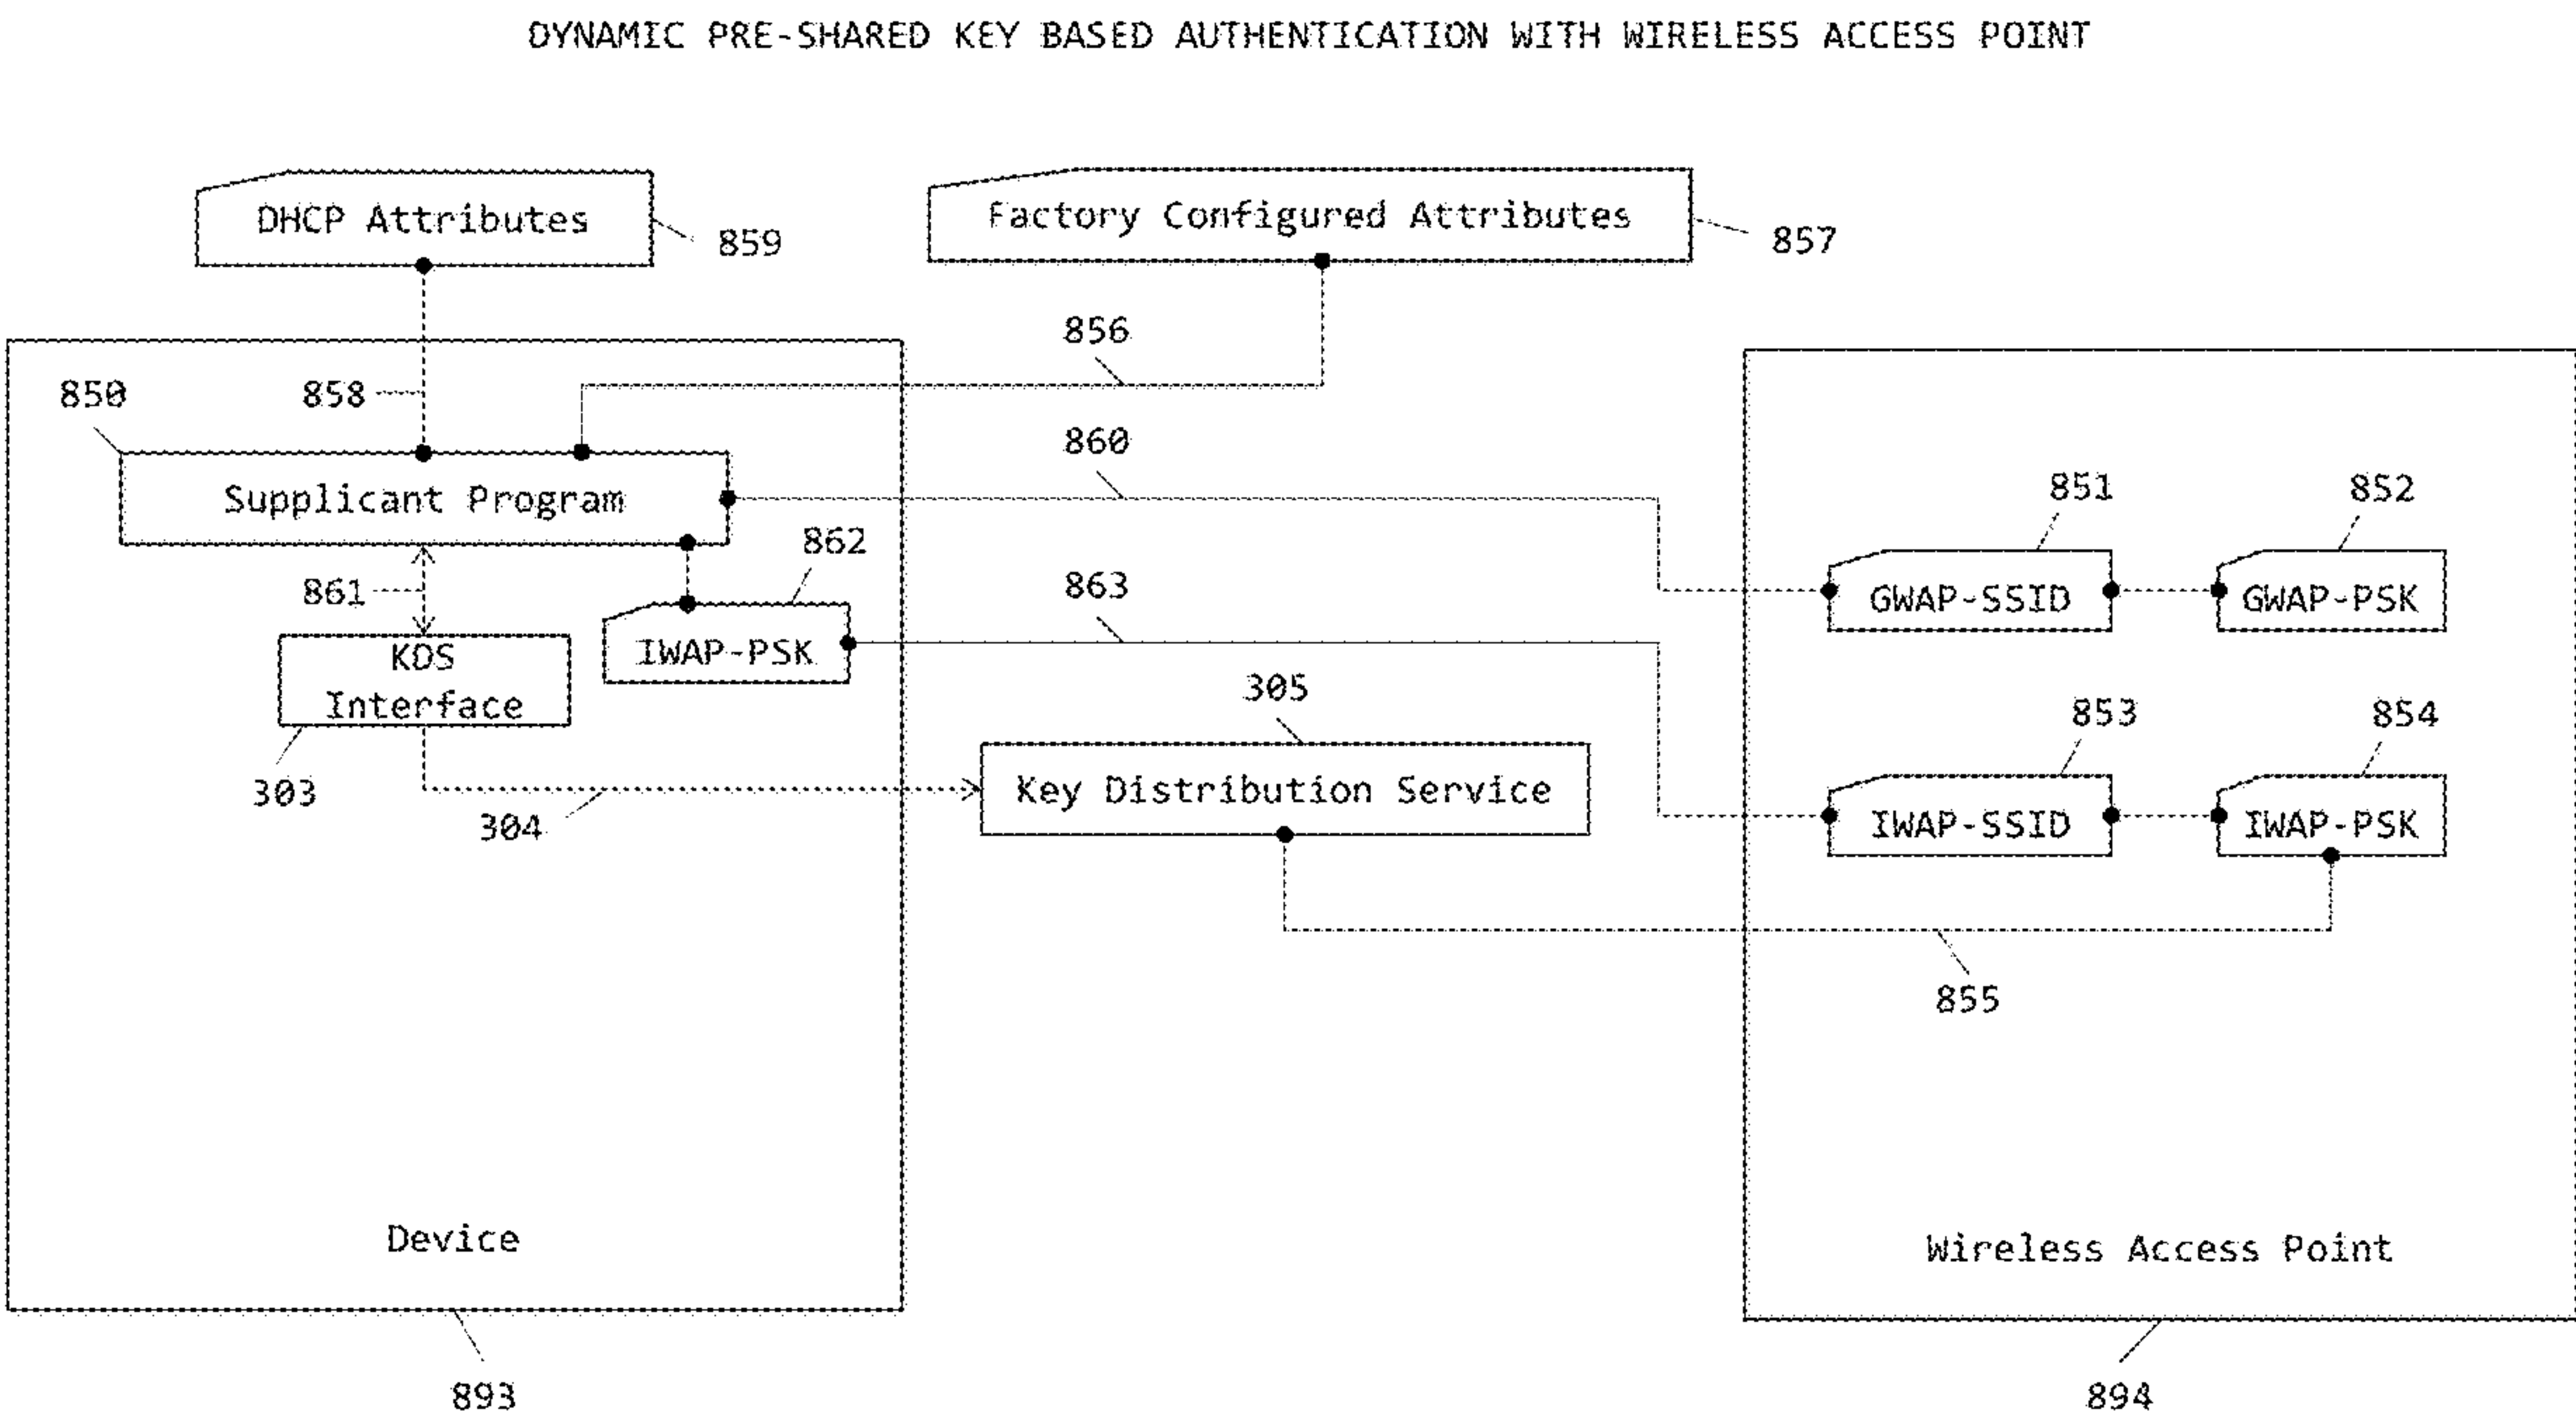 DYNAMIC PRE-SHARED KEY BASED AUTHENTICATION WITH WIRELESS ACCESS POINT
DHCP Attributes
859
Factory Configured Attributes
857
856
850
858
860
Supplicant Program
851
852
862
861
863
GWAP-SSID
GWAP-PSK
KDS
Interface
IWAP-PSK
305
853
854
303
304
Key Distribution Service
IWAP-SSID
IWAP-PSK
855
Device
Wireless Access Point
893
894